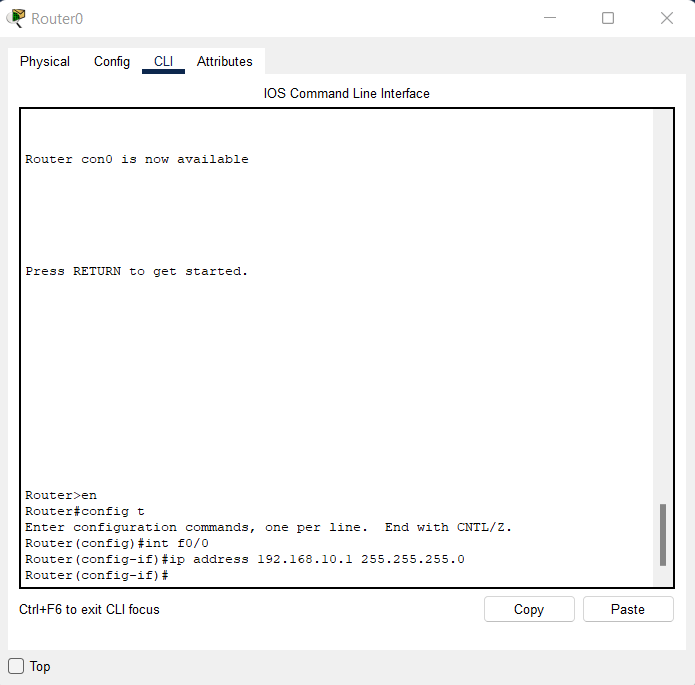 Router0
Physical Config CLI Attributes
IOS Command Line Interface
Router con0 is now available
Press RETURN to get started.
Router>en
Router#config t
Enter configuration commands, one per line.  End with CNTL/Z.
Router(config)#int f0/0
Router(config-if)#ip address 192.168.10.1 255.255.255.0
Router(config-if)#
Ctrl+F6 to exit CLI focus
Copy Paste
Top